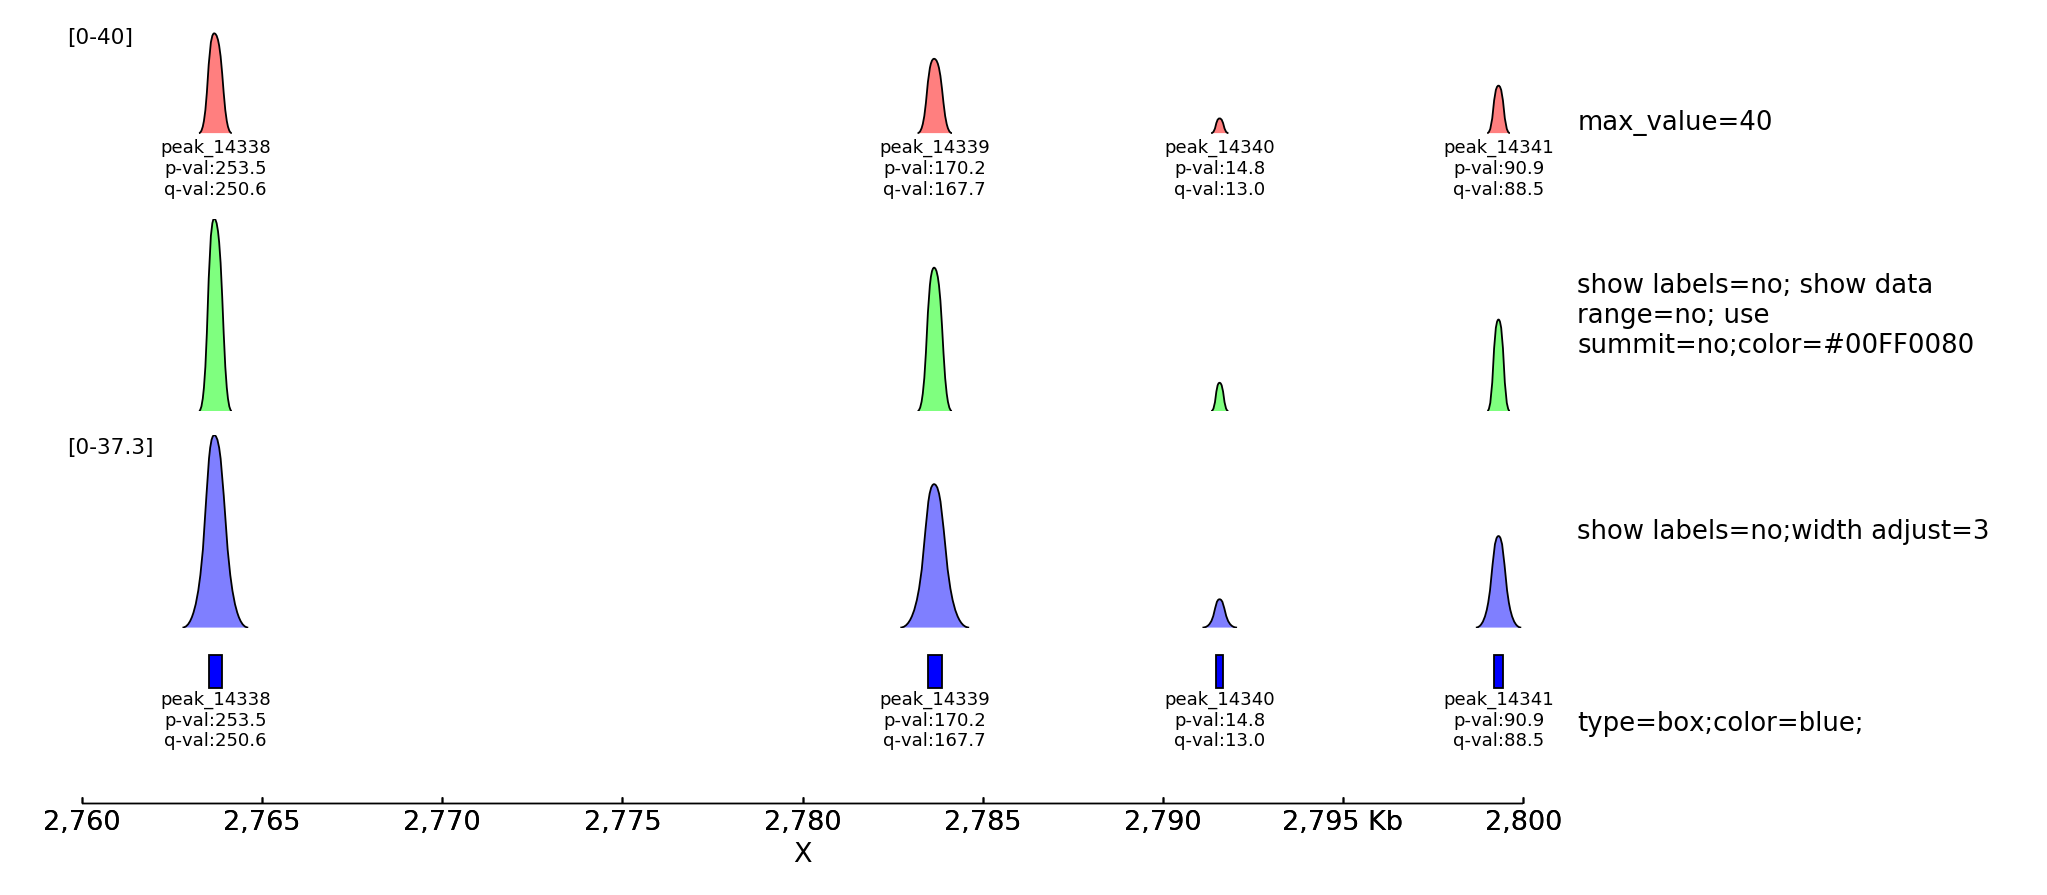 [0-40]
max_value=40
peak_14338 peak_14339 peak_14340 peak_14341
p-val:253.5 p-val:170.2 p-val:14.8 p-val:90.9
q-val:250.6 q-val:167.7 q-val:13.0 q-val:88.5
show labels=no; show data
range=no; use
summit=no;color=#00FF0080
[0-37.3]
show labels=no;width adjust=3
peak_14338 peak_14339 peak_14340 peak_14341
p-val:253.5 p-val:170.2 p-val:14.8 p-val:90.9
q-val:250.6 q-val:167.7 q-val:13.0 q-val:88.5
type=box;color=blue;
2,760 2,765 2,770 2,775 2,780 2,785 2,790 2,795 Kb 2,800
X